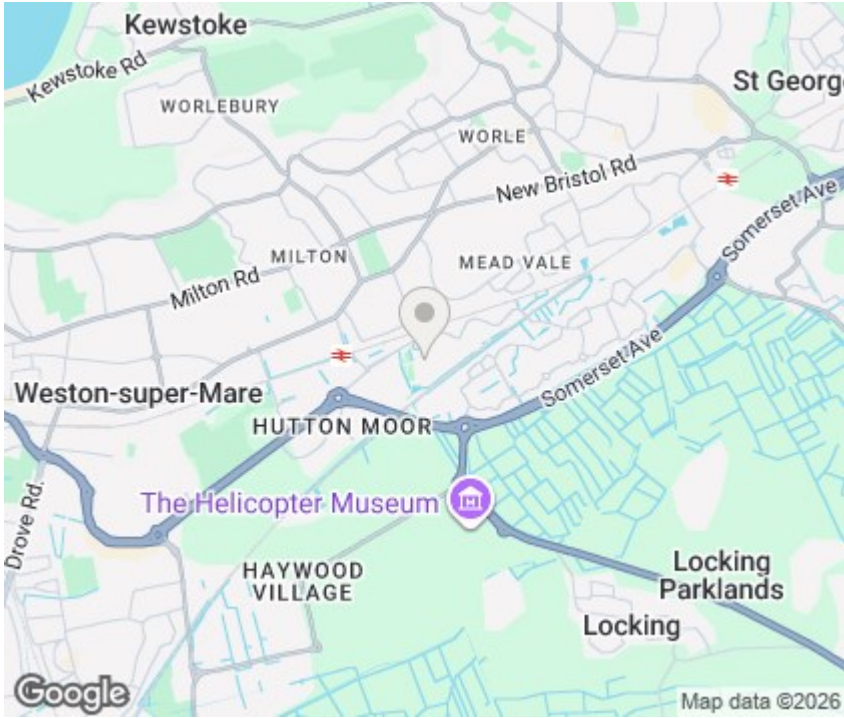 Kewstoke
Kewstoke Rd
WORLEBURY
St George
WORLE
New Bristol Rd
Somerset Ave
MILTON
MEAD VALE
Milton Rd
Somerset Ave
Weston-super-Mare
HUTTON MOOR
The Helicopter Museum
Drove Rd.
HAYWOOD
VILLAGE
Locking
Parklands
Locking
Google
Map data ©2026